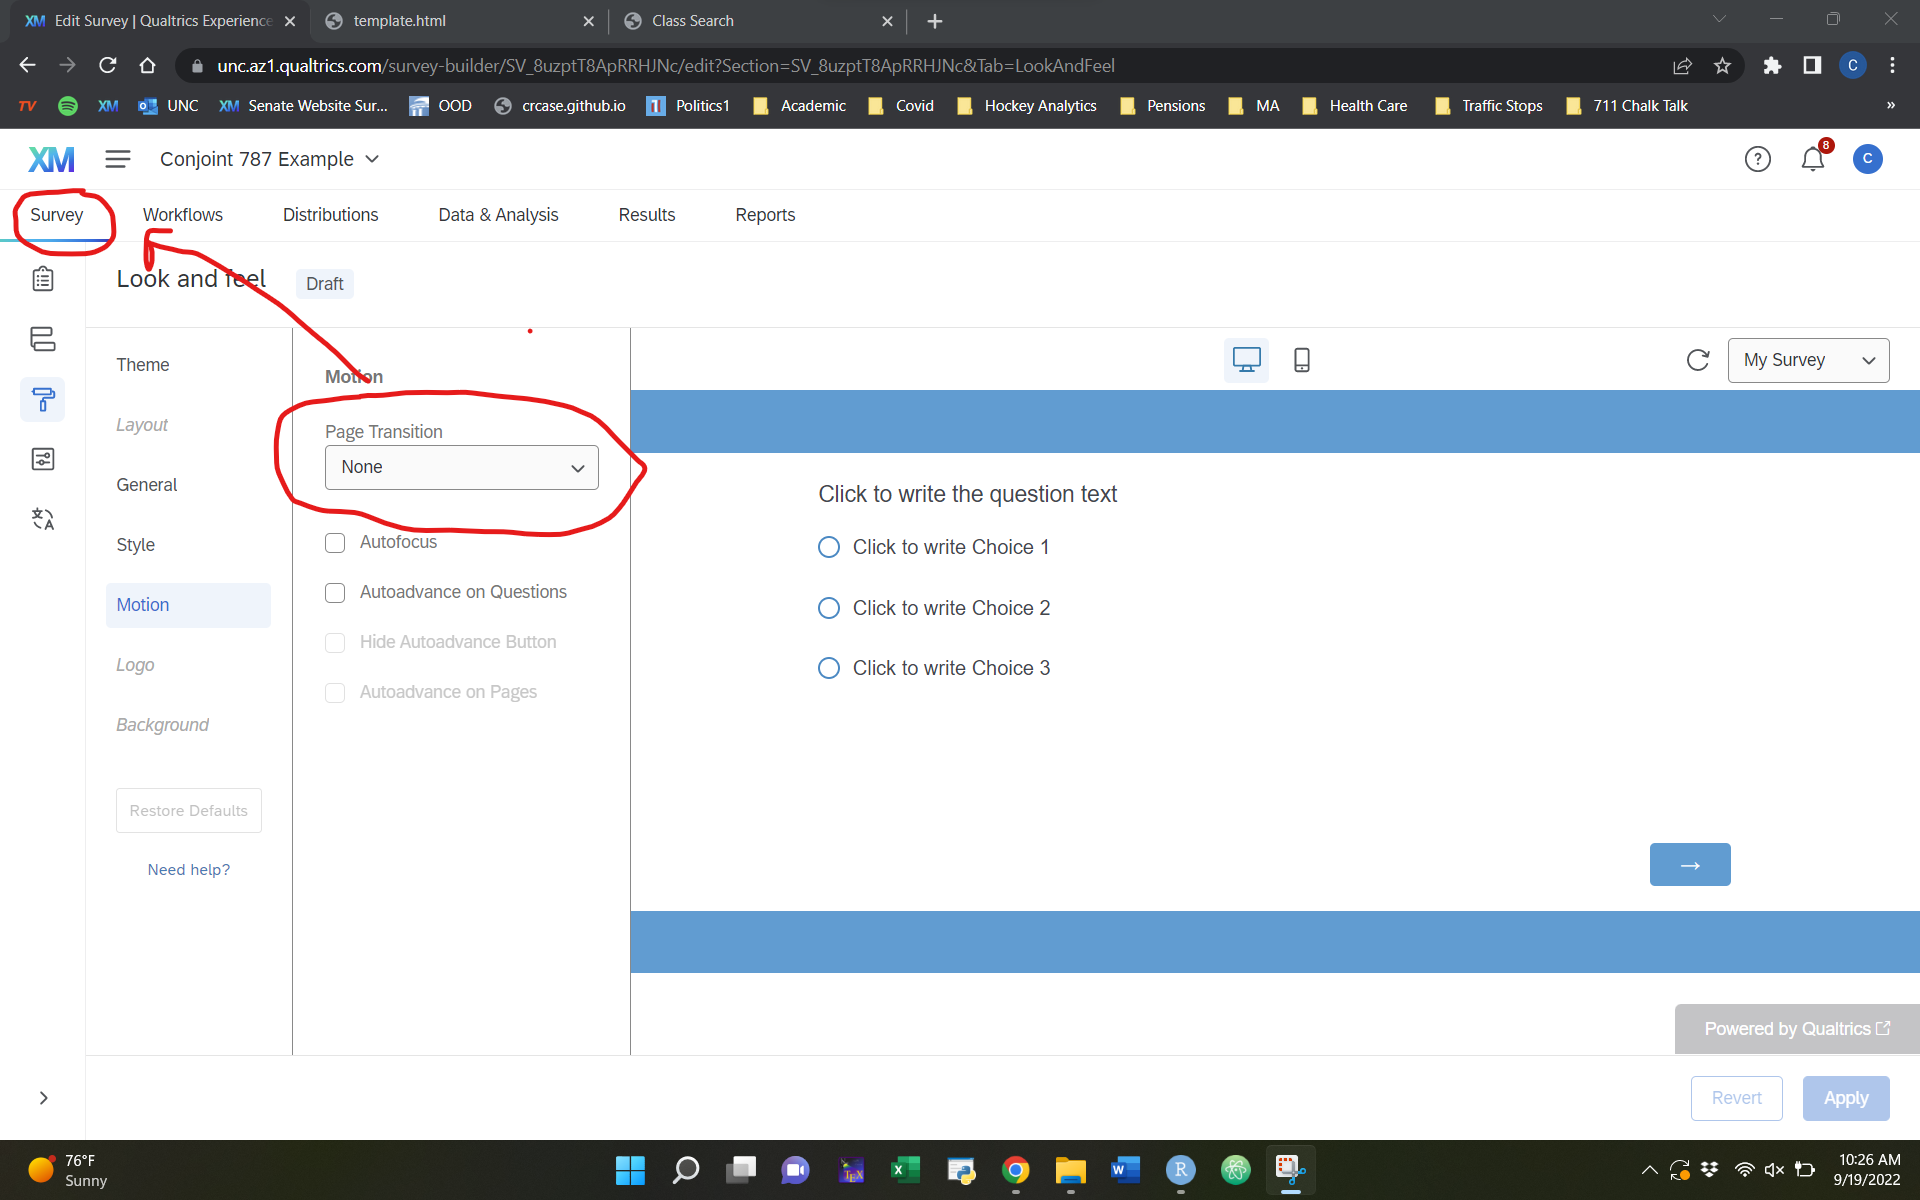 XM Edit Survey | Qualtrics Experience
template.html
Class Search
unc.az1.qualtrics.com/survey-builder/SV_8uzptT8ApRRHJNc/edit?Section=SV_8uzptT8ApRRHJNc&Tab=LookAndFeel
C
TV
XM
UNC
XM Senate Website Sur...
OOD
crcase.github.io
Politics1
Academic
Covid
Hockey Analytics
Pensions
MA
Health Care
Traffic Stops
711 Chalk Talk
»
XM
Conjoint 787 Example
?
8
C
Survey
Workflows
Distributions
Data & Analysis
Results
Reports
Look and feel
Draft
Theme
Layout
General
Style
Motion
Logo
Background
Restore Defaults
Need help?
Motion
Page Transition
None
Autofocus
Autoadvance on Questions
Hide Autoadvance Button
Autoadvance on Pages
My Survey
Click to write the question text
Click to write Choice 1
Click to write Choice 2
Click to write Choice 3
→
Powered by Qualtrics
Revert
Apply
76°F
Sunny
10:26 AM
9/19/2022